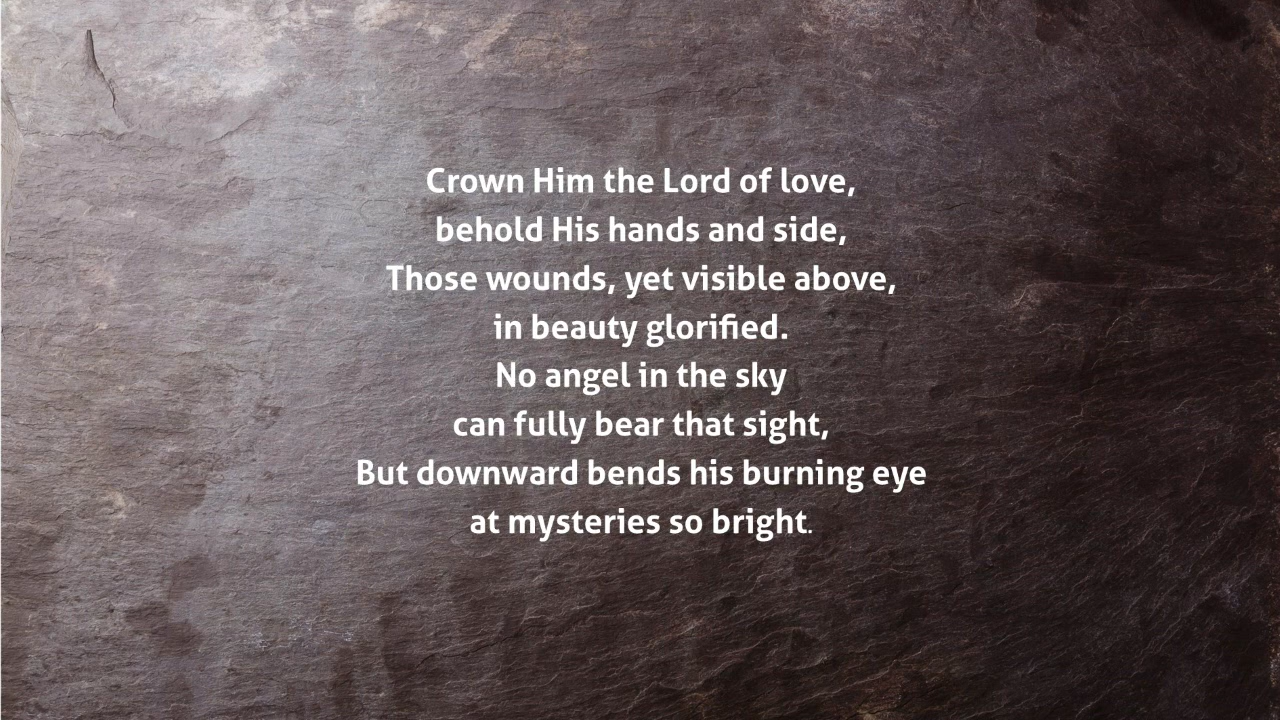 Crown Him the Lord of love,
behold His hands and side,
Those wounds, yet visible above,
in beauty glorified.
No angel in the sky
can fully bear that sight,
But downward bends his burning eye
at mysteries so bright.